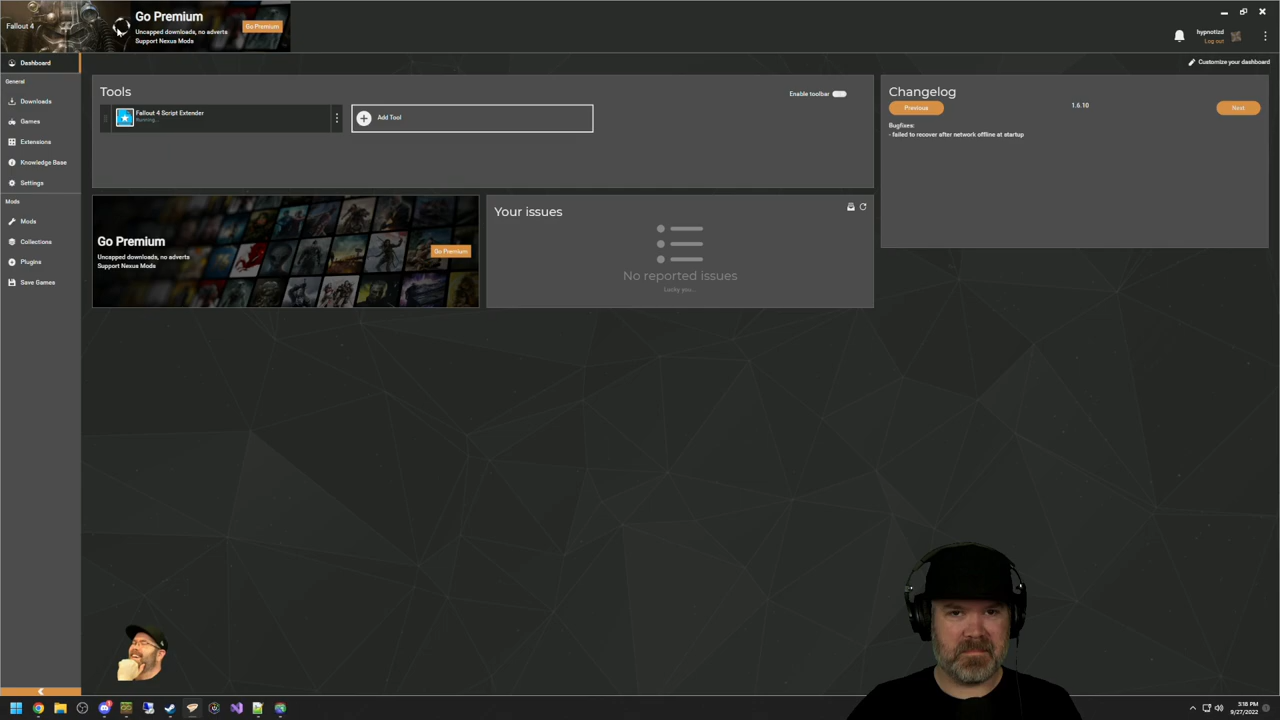 Fallout 4
Go Premium
Uncapped downloads, no adverts
Support Nexus Mods
Go Premium
hypnotizd
Log out
Dashboard
General
Downloads
Games
Extensions
Knowledge Base
Settings
Mods
Mods
Collections
Plugins
Save Games
Customize your dashboard
Tools
Enable toolbar
Fallout 4 Script Extender
Running...
Add Tool
Go Premium
Uncapped downloads, no adverts
Support Nexus Mods
Go Premium
Your issues
No reported issues
Lucky you...
Changelog
Previous
1.6.10
Next
Bugfixes:
- failed to recover after network offline at startup
3:18 PM
9/27/2022